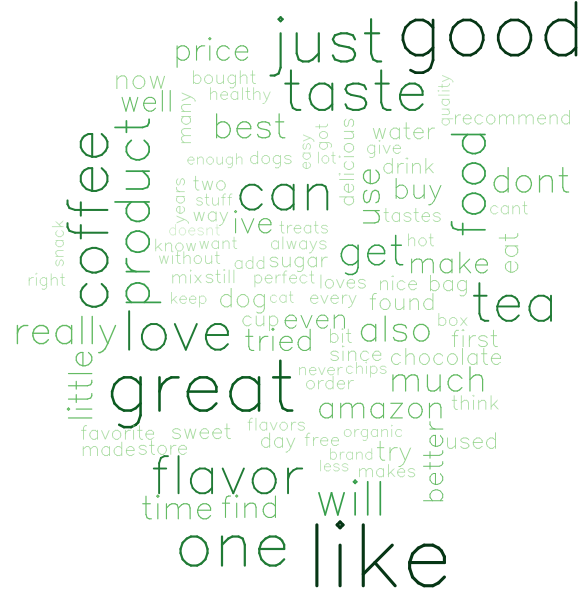 good
just
price
now
bought
taste
healthy
well
many
quality
recommend
best
product
coffee
easy
got
lot
delicious
water
give
food
enough
dogs
drink
dont
two
years
stuff
can
use
buy
way
ive
tastes
cant
doesnt
treats
snack
know
want
always
get
hot
eat
without
add
sugar
make
right
mix
still
perfect
loves
nice
bag
keep
dog
cat
every
found
tea
cup
even
box
really
love
tried
bit
also
first
since
chocolate
little
great
never
chips
order
much
amazon
think
favorite
sweet
flavors
day
free
organic
better
used
made
store
brand
try
less
makes
flavor
will
time
find
one
like